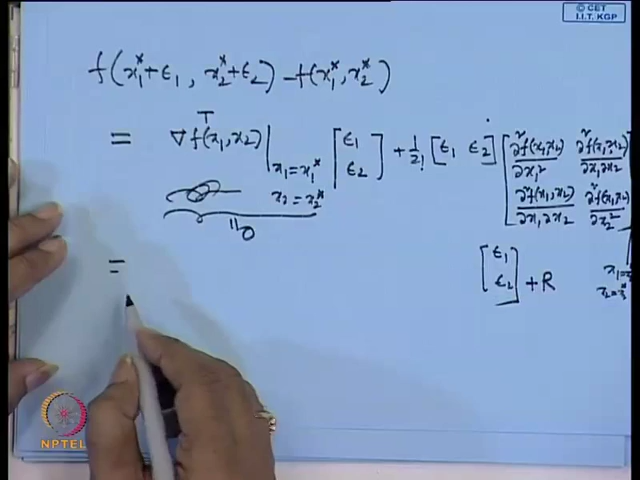 © CET
I.I.T. KGP
f(x₁*+ε₁, x₂*+ε₂) - f(x₁*, x₂*)
= ∇f(x₁,x₂)ᵀ|x₁=x₁* x₂=x₂* [ε₁ ε₂] + 1/2! [ε₁ ε₂] [∂²f(x₁,x₂)/∂x₁² ∂²f(x₁,x₂)/∂x₁∂x₂
∂²f(x₁,x₂)/∂x₁∂x₂ ∂²f(x₁,x₂)/∂x₂²
"0
[ε₁ ε₂] + R
=
NPTEL